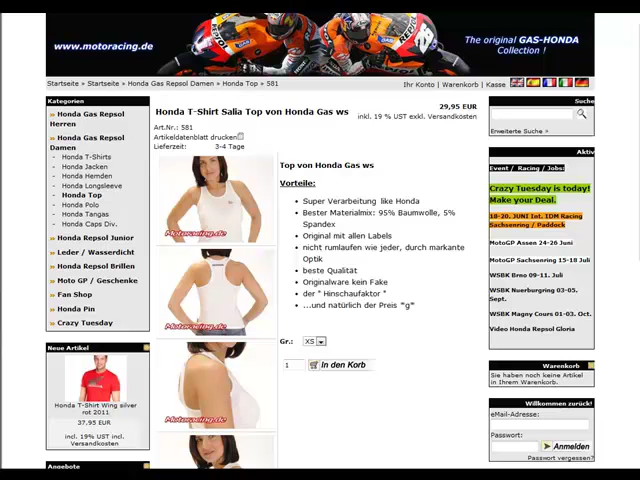 www.motoracing.de
The original GAS-HONDA
Collection !
Startseite » Startseite » Honda Gas Repsol Damen » Honda Top » 581
Ihr Konto | Warenkorb | Kasse
Kategorien
» Honda Gas Repsol
Herren
» Honda Gas Repsol
Damen
- Honda T-Shirts
- Honda Jacken
- Honda Hemden
- Honda Longsleeve
- Honda Top
- Honda Polo
- Honda Tangas
- Honda Caps Div.
» Honda Repsol Junior
» Leder / Wasserdicht
» Honda Repsol Brillen
» Moto GP / Geschenke
» Fan Shop
» Honda Pin
» Crazy Tuesday
Neue Artikel
Honda T-Shirt Wing silver
rot 2011
37,95 EUR
incl. 19% UST incl.
Versandkosten
Angebote
Honda T-Shirt Salia Top von Honda Gas ws
29,95 EUR
inkl. 19 % UST exkl. Versandkosten
Art.Nr.: 581
Artikeldatenblatt drucken
Lieferzeit: 3-4 Tage
Motoracing.de
Motoracing.de
Motoracing.de
Top von Honda Gas ws
Vorteile:
• Super Verarbeitung like Honda
• Bester Materialmix: 95% Baumwolle, 5%
Spandex
• Original mit allen Labels
• nicht rumlaufen wie jeder, durch markante
Optik
• beste Qualität
• Originalware kein Fake
• der " Hinschaufaktor "
• ...und natürlich der Preis *g*
Gr.: XS
1 In den Korb
Suche
Erweiterte Suche »
Aktiv
Event / Racing / Jobs:
Crazy Tuesday is today!
Make your Deal.
18-20. JUNI Int. IDM Racing
Sachsenring / Paddock
MotoGP Assen 24-26 Juni
MotoGP Sachsenring 15-18 Juli
WSBK Brno 09-11. Juli
WSBK Nuerburgring 03-05.
Sept.
WSBK Magny Cours 01-03. Oct.
Video Honda Repsol Gloria
Warenkorb
Sie haben noch keine Artikel
in Ihrem Warenkorb.
Willkommen zurück!
eMail-Adresse:
Passwort:
Anmelden
Passwort vergessen?